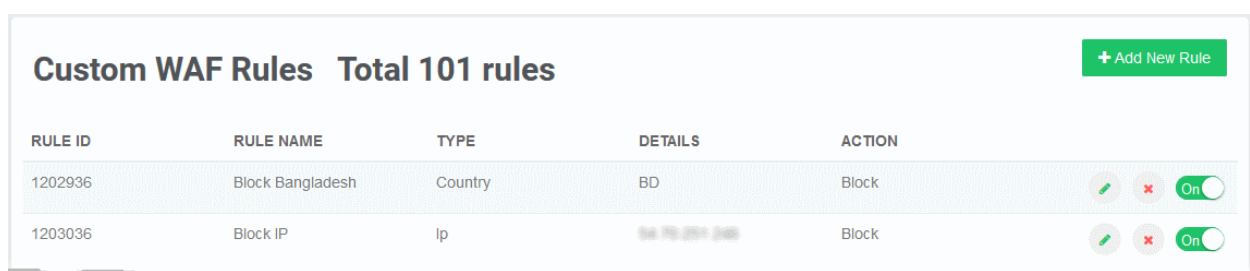 Custom WAF Rules Total 101 rules
+ Add New Rule
RULE ID RULE NAME TYPE DETAILS ACTION
1202936 Block Bangladesh Country BD Block On
1203036 Block IP Ip Block On